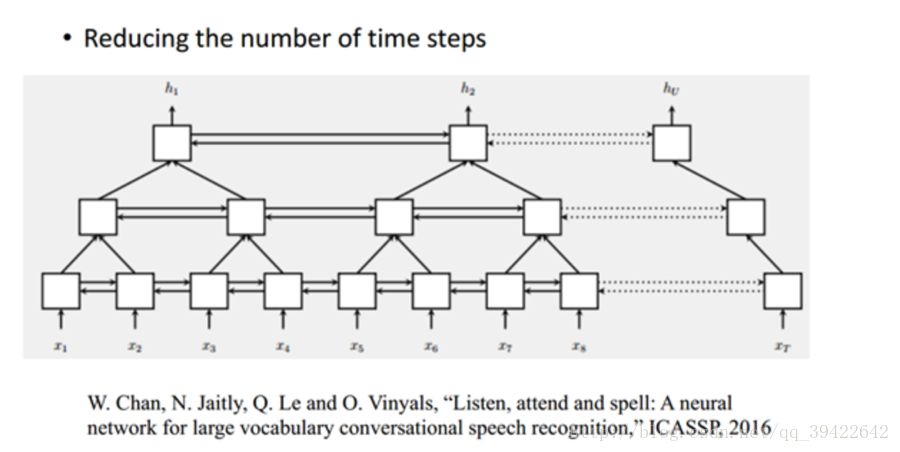 • Reducing the number of time steps
h1 h2 hU
x1 x2 x3 x4 x5 x6 x7 x8 xT
W. Chan, N. Jaitly, Q. Le and O. Vinyals, “Listen, attend and spell: A neural
network for large vocabulary conversational speech recognition,” ICASSP, 2016
/qq_39422642